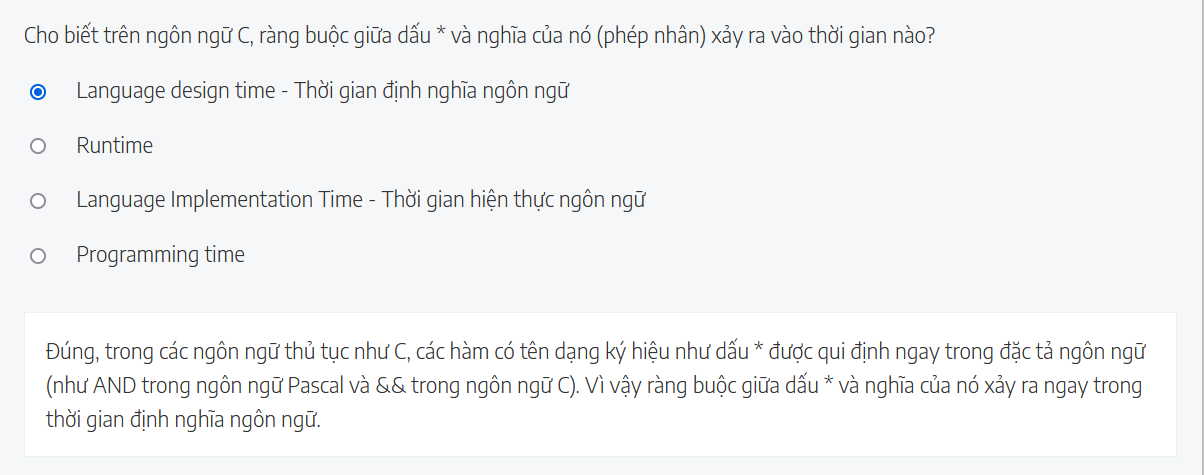 Cho biết trên ngôn ngữ C, ràng buộc giữa dấu * và nghĩa của nó (phép nhân) xảy ra vào thời gian nào?
Language design time - Thời gian định nghĩa ngôn ngữ
Runtime
Language Implementation Time - Thời gian hiện thực ngôn ngữ
Programming time
Đúng, trong các ngôn ngữ thủ tục như C, các hàm có tên dạng ký hiệu như dấu * được qui định ngay trong đặc tả ngôn ngữ
(như AND trong ngôn ngữ Pascal và && trong ngôn ngữ C). Vì vậy ràng buộc giữa dấu * và nghĩa của nó xảy ra ngay trong
thời gian định nghĩa ngôn ngữ.